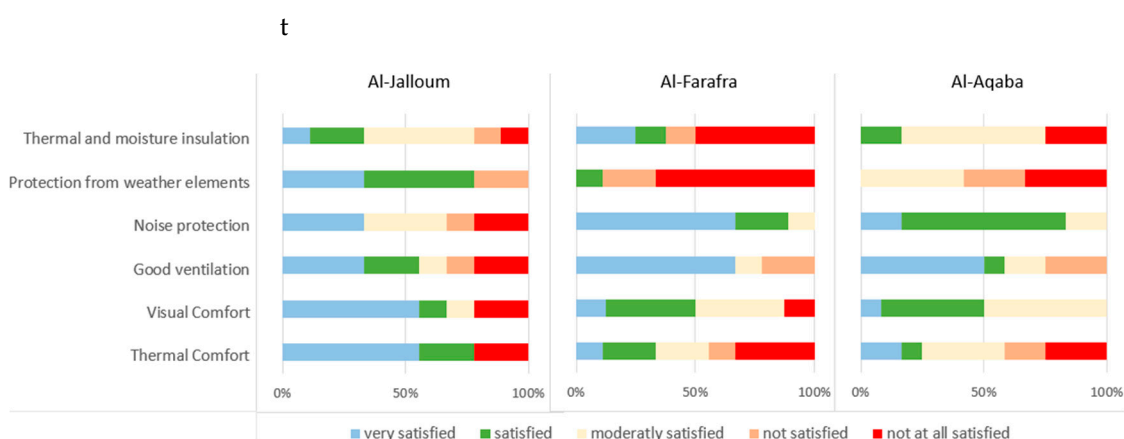 t
Al-Jalloum Al-Farafra Al-Aqaba
Thermal and moisture insulation
Protection from weather elements
Noise protection
Good ventilation
Visual Comfort
Thermal Comfort
0% 50% 100% 0% 50% 100% 0% 50% 100%
very satisfied satisfied moderatly satisfied not satisfied not at all satisfied